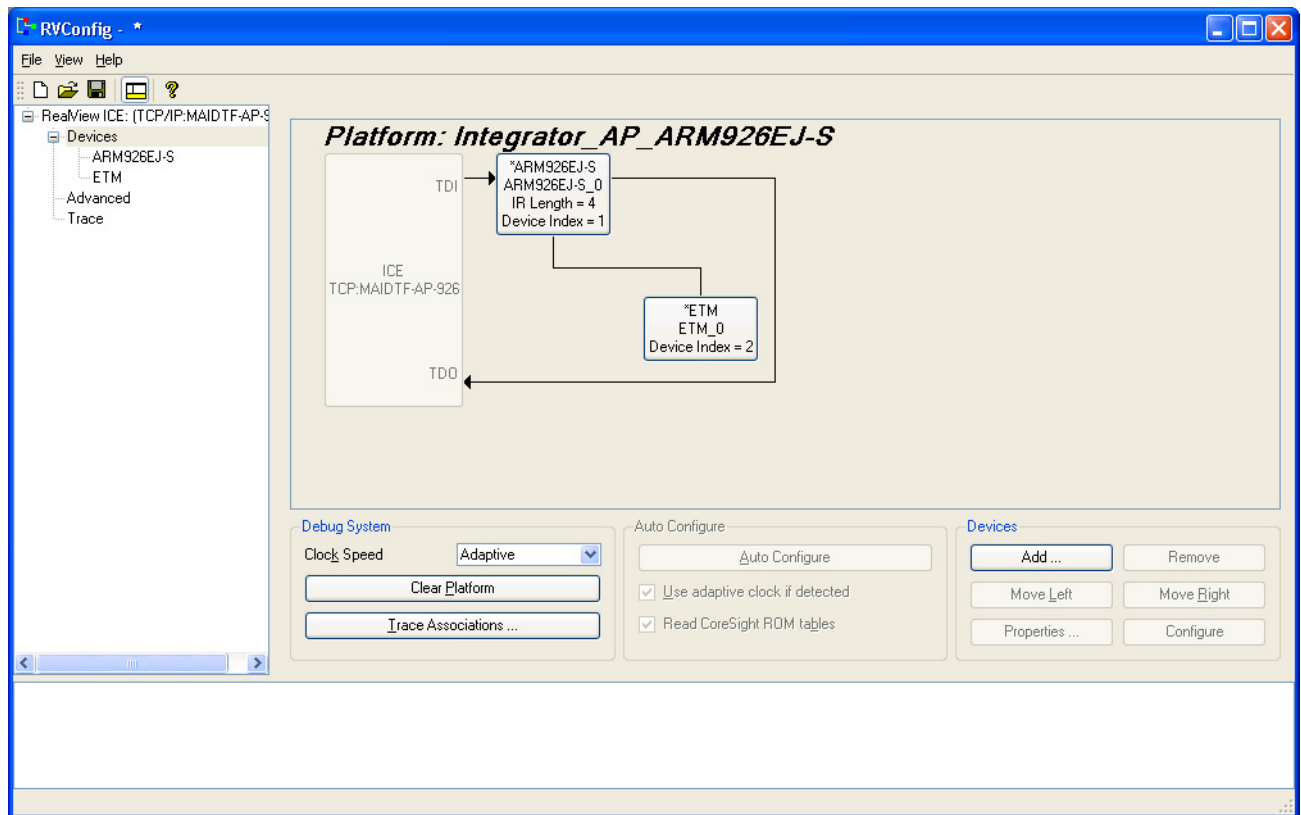 RVConfig - *
File View Help
RealView ICE: (TCP/IP:MAIDTF-AP-9
Devices
ARM926EJ-S
ETM
Advanced
Trace
Platform: Integrator_AP_ARM926EJ-S
TDI
*ARM926EJ-S
ARM926EJ-S_0
IR Length = 4
Device Index = 1
ICE
TCP:MAIDTF-AP-926
*ETM
ETM_0
Device Index = 2
TDO
Debug System
Clock Speed Adaptive
Clear Platform
Trace Associations ...
Auto Configure
Auto Configure
Use adaptive clock if detected
Read CoreSight ROM tables
Devices
Add ... Remove
Move Left Move Right
Properties ... Configure